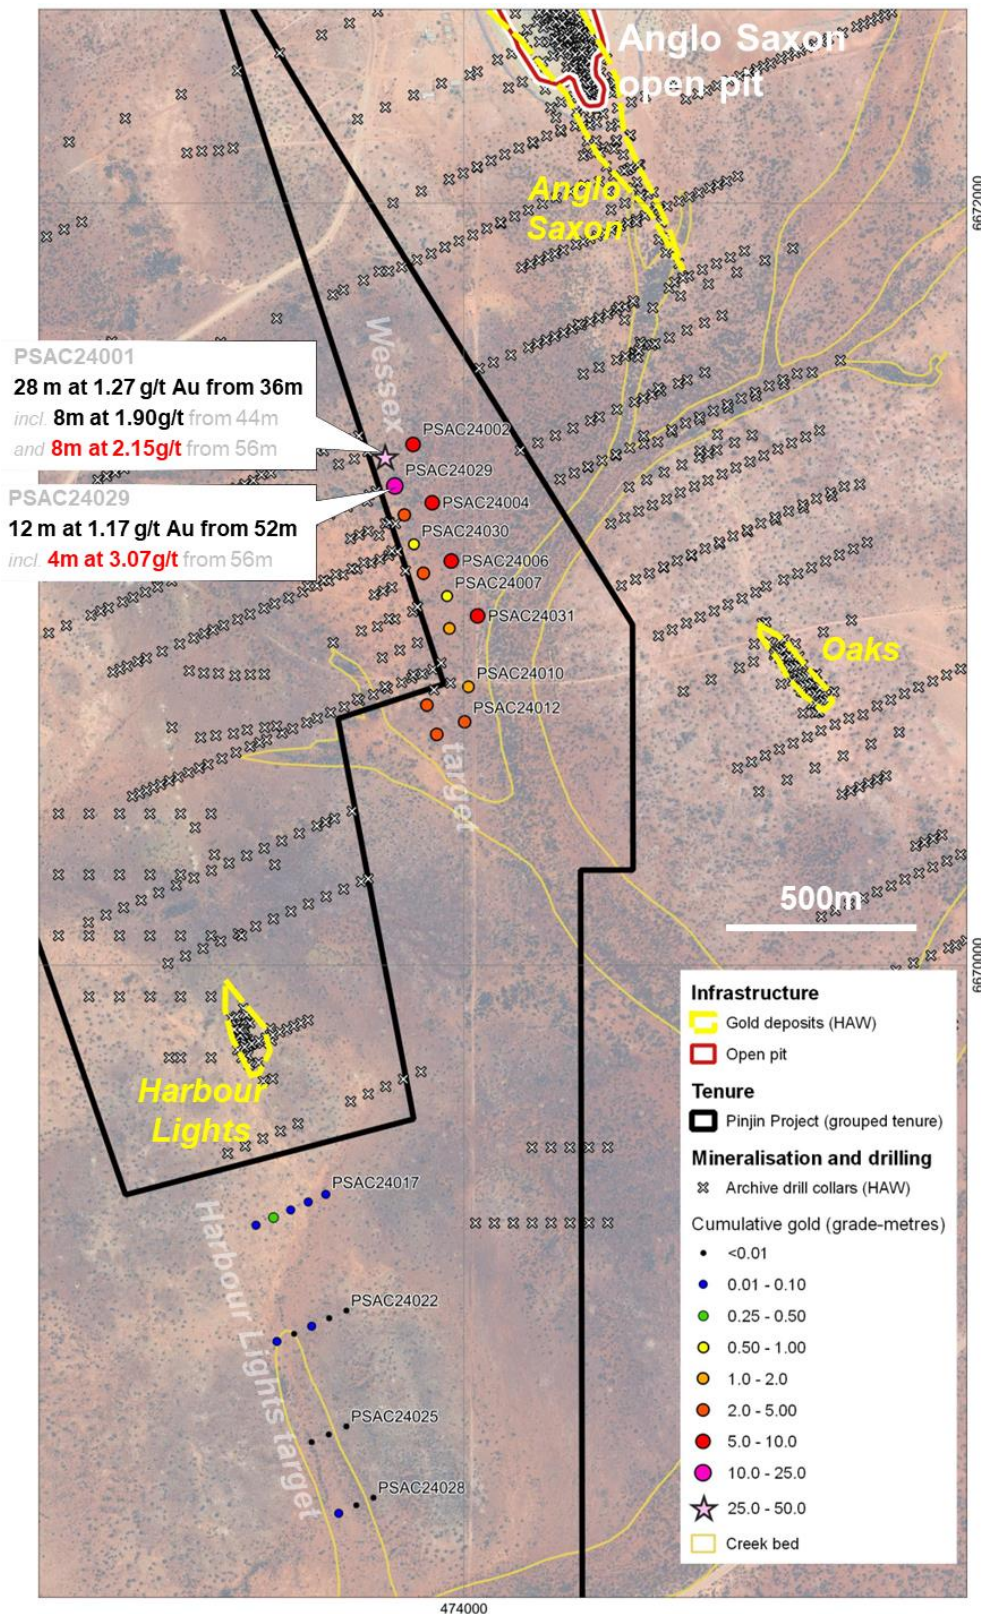 Anglo Saxon
open pit
Anglo
Saxon
6672000
Wessex
PSAC24001
28 m at 1.27 g/t Au from 36m
incl. 8m at 1.90g/t from 44m
and 8m at 2.15g/t from 56m
PSAC24002
PSAC24029
PSAC24029
12 m at 1.17 g/t Au from 52m
incl. 4m at 3.07g/t from 56m
PSAC24004
PSAC24030
PSAC24006
PSAC24007
PSAC24031
Oaks
PSAC24010
PSAC24012
target
500m
6670000
Harbour
Lights
PSAC24017
Harbour Lights target
PSAC24022
PSAC24025
PSAC24028
Infrastructure
Gold deposits (HAW)
Open pit
Tenure
Pinjin Project (grouped tenure)
Mineralisation and drilling
Archive drill collars (HAW)
Cumulative gold (grade-metres)
<0.01
0.01 - 0.10
0.25 - 0.50
0.50 - 1.00
1.0 - 2.0
2.0 - 5.00
5.0 - 10.0
10.0 - 25.0
25.0 - 50.0
Creek bed
474000